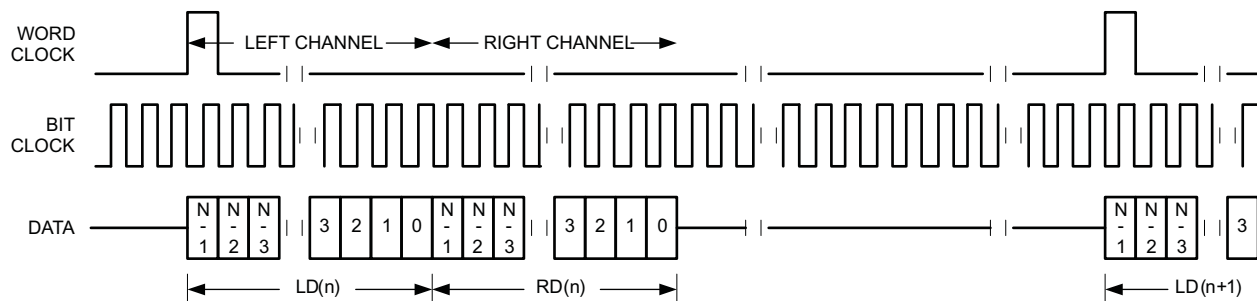 WORD
CLOCK
LEFT CHANNEL
RIGHT CHANNEL
BIT
CLOCK
DATA
N-1 N-2 N-3 3 2 1 0 N-1 N-2 N-3 3 2 1 0 N-1 N-2 N-3 3
LD(n)
RD(n)
LD(n+1)